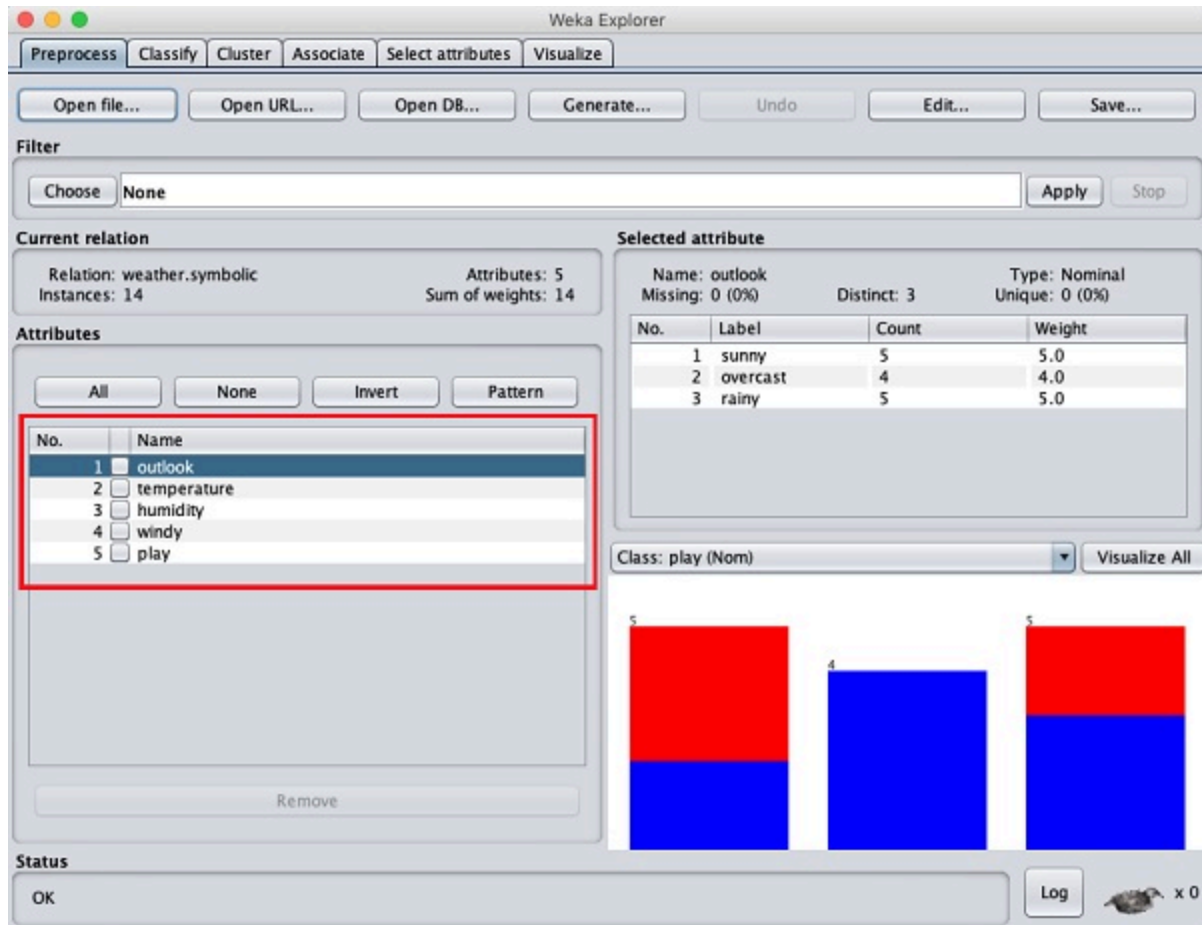 Weka Explorer
Preprocess Classify Cluster Associate Select attributes Visualize
Open file... Open URL... Open DB... Generate... Undo Edit... Save...
Filter
Choose None Apply Stop
Current relation
Relation: weather.symbolic Attributes: 5
Instances: 14 Sum of weights: 14
Attributes
All None Invert Pattern
No. Name
1 outlook
2 temperature
3 humidity
4 windy
5 play
Remove
Selected attribute
Name: outlook Type: Nominal
Missing: 0 (0%) Distinct: 3 Unique: 0 (0%)
No. Label Count Weight
1 sunny 5 5.0
2 overcast 4 4.0
3 rainy 5 5.0
Class: play (Nom) Visualize All
5 4 5
Status
OK Log x 0